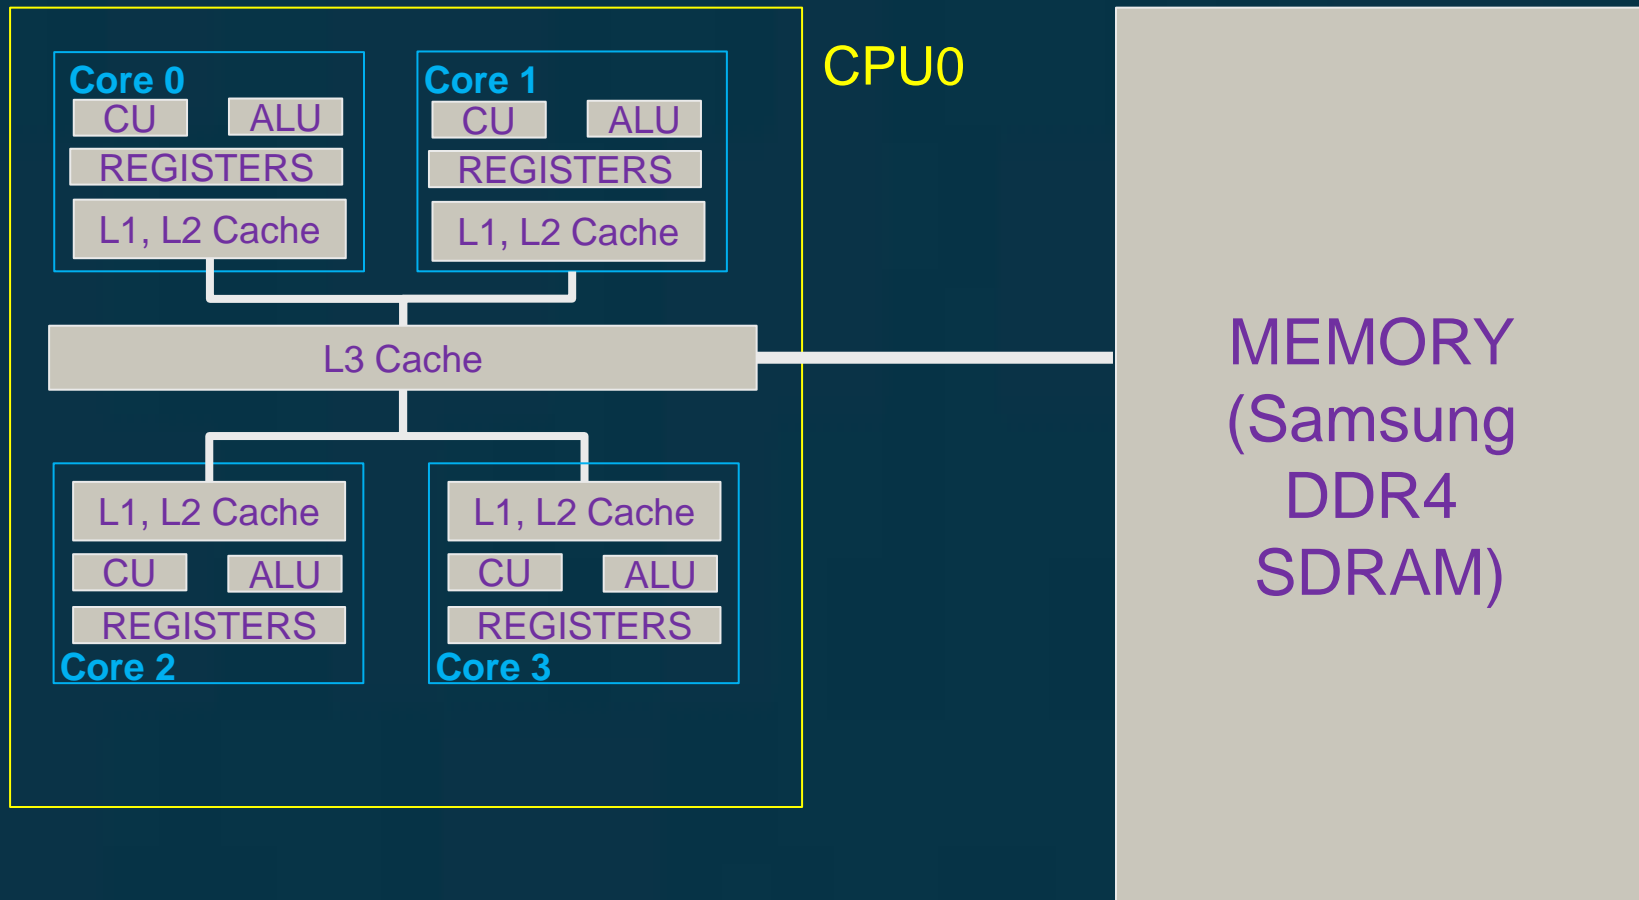 CPU0
Core 0
CU
ALU
REGISTERS
L1, L2 Cache
Core 1
CU
ALU
REGISTERS
L1, L2 Cache
L3 Cache
L1, L2 Cache
CU
ALU
REGISTERS
Core 2
L1, L2 Cache
CU
ALU
REGISTERS
Core 3
MEMORY
(Samsung
DDR4
SDRAM)